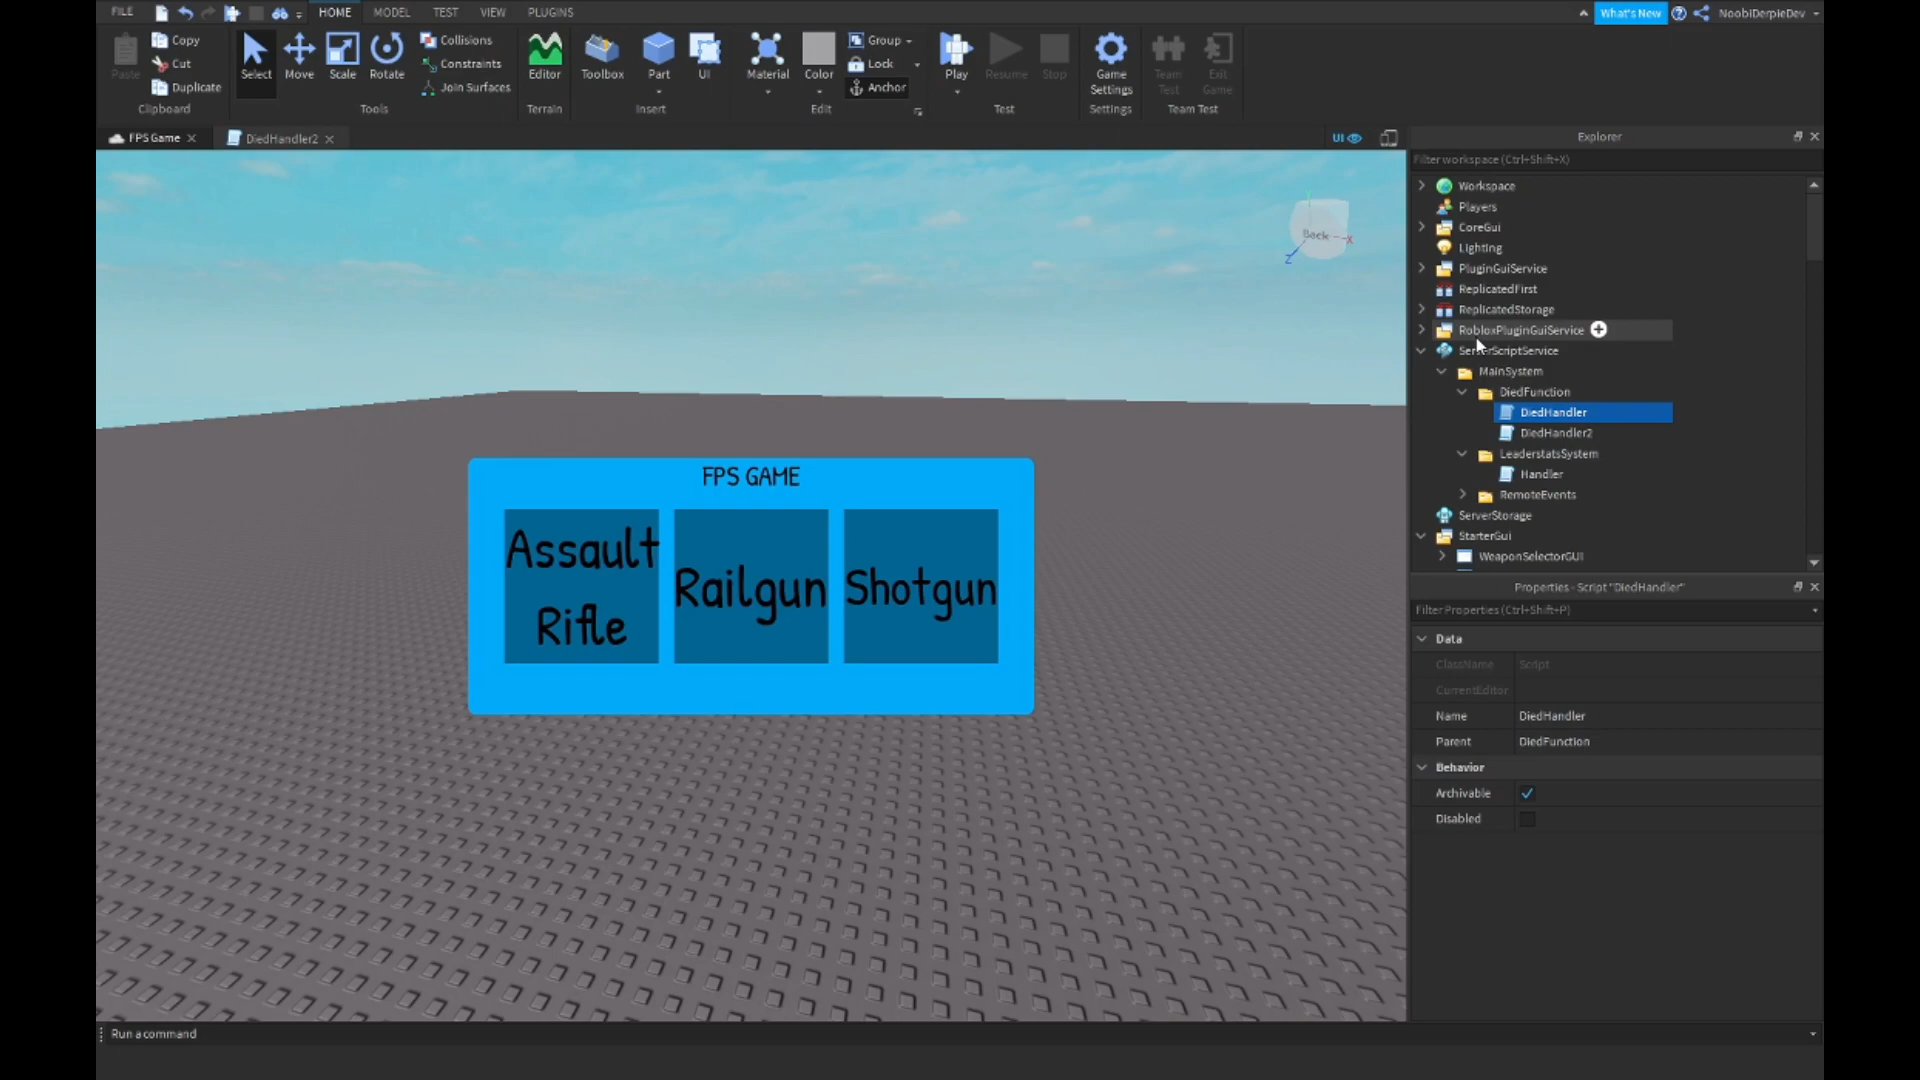 FILE HOME MODEL TEST VIEW PLUGINS What's New NoobiDerpieDev
Paste Copy Cut Duplicate Clipboard
Select Move Scale Rotate Collisions Constraints Join Surfaces Tools
Editor Terrain
Toolbox Part UI Insert
Material Color Group Lock Anchor Edit
Play Resume Stop Test
Game Settings Settings
Team Test Exit Game Team Test
FPS Game DiedHandler2 UI
Back X
Z
FPS GAME
Assault
Rifle
Railgun
Shotgun
Explorer
Filter workspace (Ctrl+Shift+X)
Workspace
Players
CoreGui
Lighting
PluginGuiService
ReplicatedFirst
ReplicatedStorage
RobloxPluginGuiService
ServerScriptService
MainSystem
DiedFunction
DiedHandler
DiedHandler2
LeaderstatsSystem
Handler
RemoteEvents
ServerStorage
StarterGui
WeaponSelectorGUI
Properties - Script "DiedHandler"
Filter Properties (Ctrl+Shift+P)
Data
ClassName Script
CurrentEditor
Name DiedHandler
Parent DiedFunction
Behavior
Archivable
Disabled
Run a command